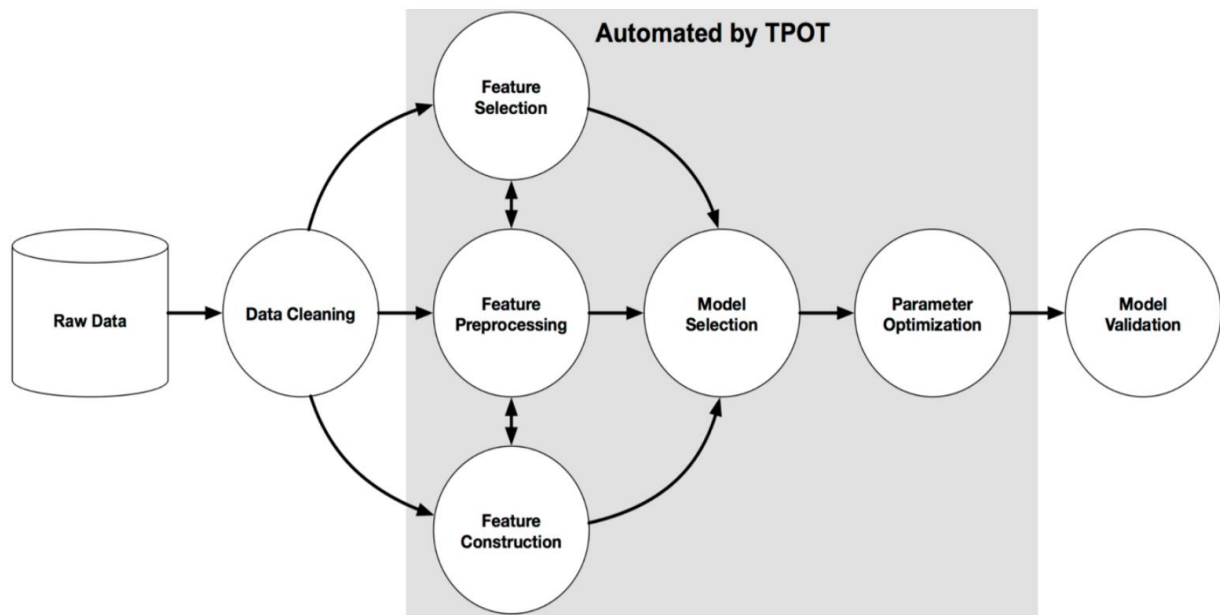 Automated by TPOT
Feature
Selection
Raw Data
Data Cleaning
Feature
Preprocessing
Model
Selection
Parameter
Optimization
Model
Validation
Feature
Construction